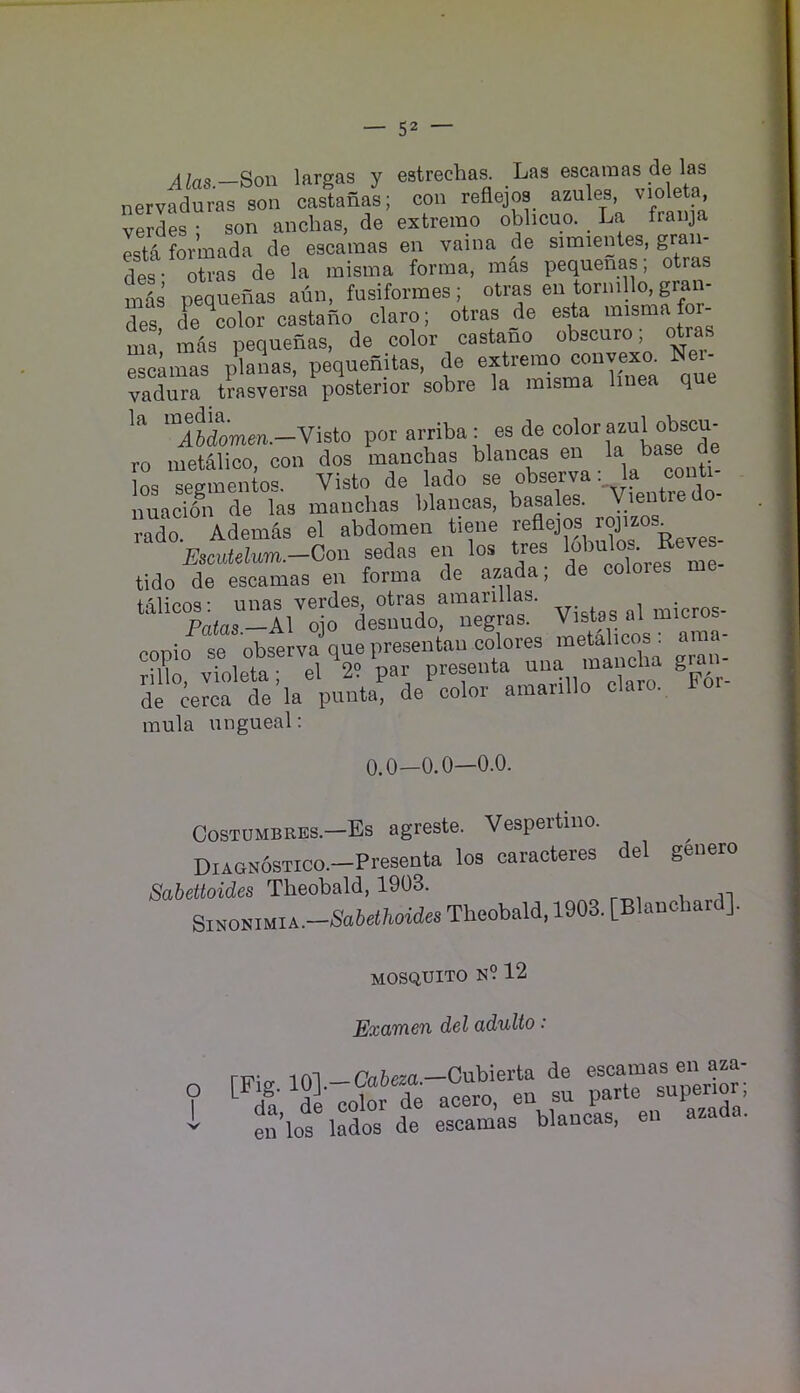 — 52 —
Alas.—Son largas y estrechas. Las escamas de las
nervaduras son castañas; con reflejos azules, violeta,
verdes; son anchas, de extremo oblicuo. La franja
está formada de escamas en vaina de simientes, gran-
des; otras de la misma forma, más pequeñas; otras
más pequeñas aún, fusiformes; otras en tornillo, gran-
des, de color castaño claro; otras de esta misma for-
ma, más pequeñas, de color castaño obscuro; otras
escamas planas, pequeñitas, de extremo convexo. Ner-
vadura trasversa posterior sobre la misma línea que
la media.
Abdomen.—Visto por arriba: es de color azul obscu-
ro metálico, con dos manchas blancas en la base de
los segmentos. Visto de lado se observa: la conti-
nuación de las manchas blancas, basales. Vientre do-
rado. Además el abdomen tiene reflejos rojizos.
Escutelum.—Con sedas en los tres lóbulos. Reves-
tido de escamas en forma de azada; de colores me-
tálicos: unas verdes, otras amarillas.
Patas.—Al ojo desnudo, negras. Vistas al micros-
copio se observa que presentan colores metálicos: ama-
rillo, violeta; el 2º par presenta una mancha gran-
de cerca de la punta, de color amarillo claro. Fór-
mula ungueal:
0.0—0.0—0.0.
Costumbres.—Es agreste. Vespertino.
Diagnóstico.—Presenta los caracteres del género
Sabettoides Theobald, 1903.
Sinonimia.—Sabethoides Theobald, 1903. [Blanchard].
MOSQUITO Nº 12
Examen del adulto:
[Fig. 10].—Cabeza.—Cubierta de escamas en aza-
da, de color de acero, en su parte superior;
en los lados de escamas blancas, en azada.